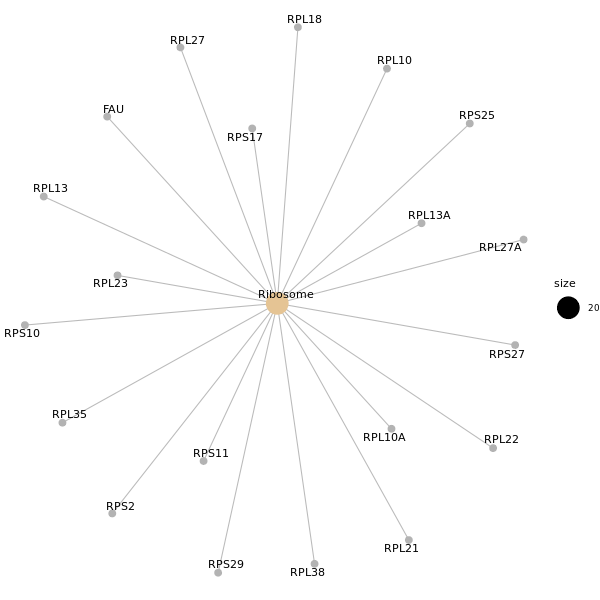 RPL18
RPL27
RPL10
FAU
RPS25
RPS17
RPL13
RPL13A
RPL27A
RPL23
size
Ribosome
20
RPS10
RPS27
RPL35
RPL10A
RPL22
RPS11
RPS2
RPL21
RPS29
RPL38